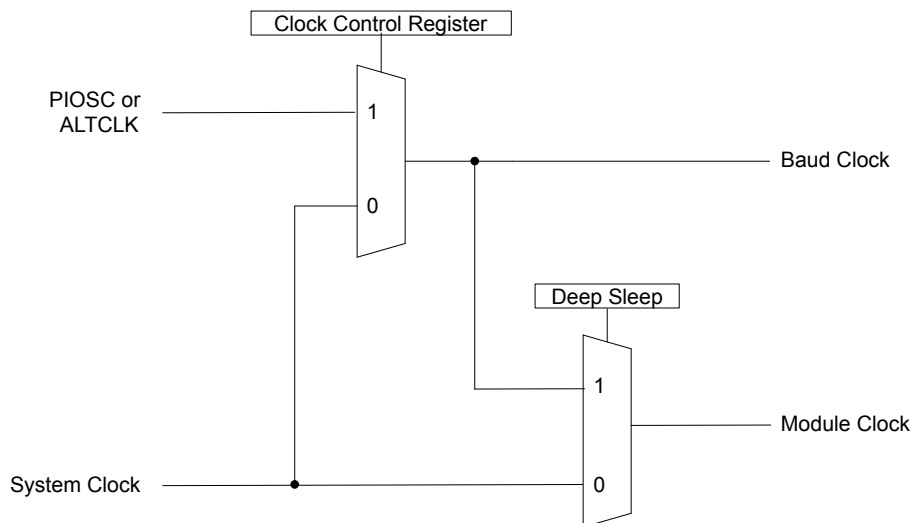 Clock Control Register
PIOSC or
ALTCLK
1
Baud Clock
0
Deep Sleep
1
Module Clock
System Clock
0